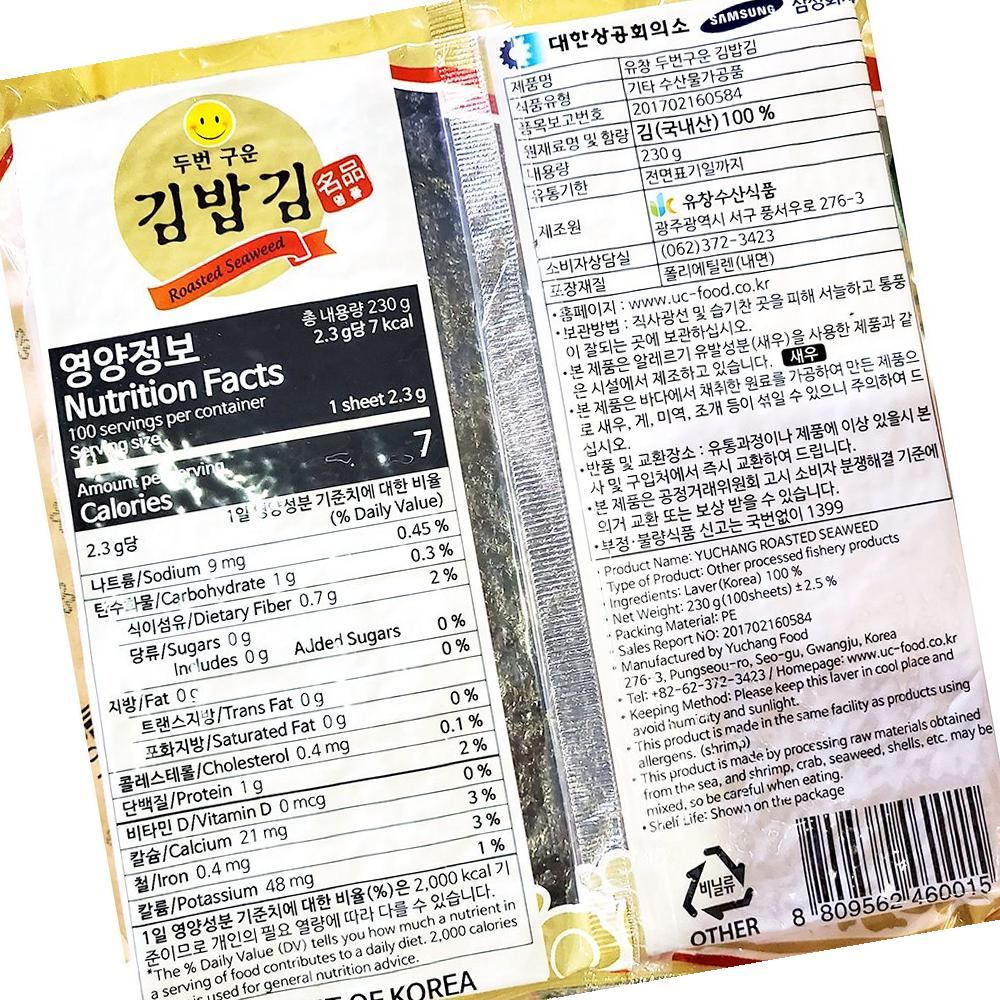 두번 구운
김밥김
名品
명품
Roasted Seaweed
총 내용량 230 g
2.3 g당 7 kcal
영양정보
Nutrition Facts
100 servings per container
Serving size 1 sheet 2.3 g
Amount per serving
Calories 7
1일 영양성분 기준치에 대한 비율
2.3 g당 (% Daily Value)
나트륨/Sodium 9 mg 0.45 %
탄수화물/Carbohydrate 1 g 0.3 %
식이섬유/Dietary Fiber 0.7 g 2 %
당류/Sugars 0 g
Includes 0 g Added Sugars 0 %
지방/Fat 0 g 0 %
트랜스지방/Trans Fat 0 g
포화지방/Saturated Fat 0 g 0 %
콜레스테롤/Cholesterol 0.4 mg 0.1 %
단백질/Protein 1 g 2 %
비타민 D/Vitamin D 0 mcg 0 %
칼슘/Calcium 21 mg 3 %
철/Iron 0.4 mg 3 %
칼륨/Potassium 48 mg 1 %
1일 영양성분 기준치에 대한 비율(%)은 2,000 kcal 기
준이므로 개인의 필요 열량에 따라 다를 수 있습니다.
*The % Daily Value (DV) tells you how much a nutrient in
a serving of food contributes to a daily diet. 2,000 calories
is used for general nutrition advice.
OF KOREA
대한상공회의소 SAMSUNG
제품명 유창 두번구운 김밥김
식품유형 기타 수산물가공품
품목보고번호 201702160584
원재료명 및 함량 김(국내산) 100 %
내용량 230 g
유통기한 전면표기일까지
제조원 유창수산식품
광주광역시 서구 풍서우로 276-3
소비자상담실 (062)372-3423
포장재질 폴리에틸렌(내면)
• 홈페이지 : www.uc-food.co.kr
• 보관방법 : 직사광선 및 습기찬 곳을 피해 서늘하고 통풍
이 잘되는 곳에 보관하십시오.
• 본 제품은 알레르기 유발성분(새우)을 사용한 제품과 같
은 시설에서 제조하고 있습니다. 새우
• 본 제품은 바다에서 채취한 원료를 가공하여 만든 제품으
로 새우, 게, 미역, 조개 등이 섞일 수 있으니 주의하여 드
십시오.
• 반품 및 교환장소 : 유통과정이나 제품에 이상 있을시 본
사 및 구입처에서 즉시 교환하여 드립니다.
• 본 제품은 공정거래위원회 고시 소비자 분쟁해결 기준에
의거 교환 또는 보상 받을 수 있습니다.
• 부정·불량식품 신고는 국번없이 1399
• Product Name: YUCHANG ROASTED SEAWEED
• Type of Product: Other processed fishery products
• Ingredients: Laver(Korea) 100 %
• Net Weight: 230 g (100sheets) ±2.5 %
• Packing Material: PE
• Sales Report NO: 201702160584
• Manufactured by Yuchang Food
276- 3, Pungseou-ro, Seo-gu, Gwangju, Korea
Tel: +82-62-372-3423 / Homepage: www.uc-food.co.kr
• Keeping Method: Please keep this laver in cool place and
avoid humidity and sunlight.
• This product is made in the same facility as products using
allergens. (shrimp)
• This product is made by processing raw materials obtained
from the sea, and shrimp, crab, seaweed, shells, etc. may be
mixed, so be careful when eating.
• Shelf Life: Shown on the package
비닐류
OTHER
8 809562 460015